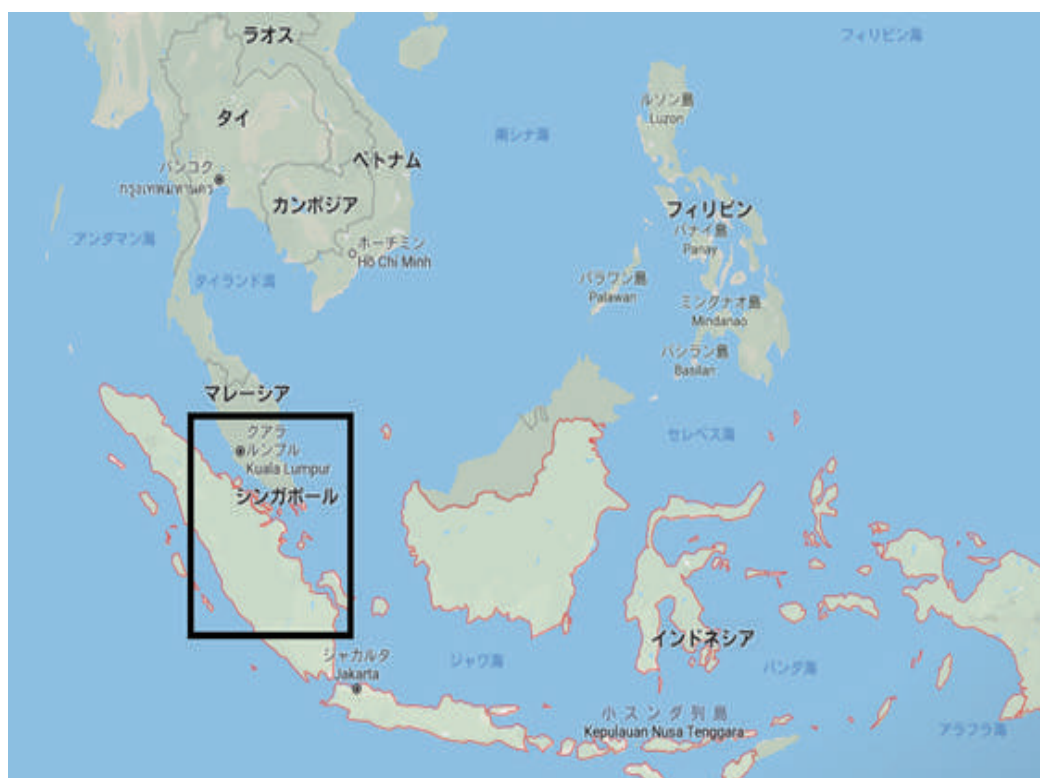 ラオス
フィリピン海
タイ
ルソン島
Luzon
南シナ海
バンコク
กรุงเทพมหานคร
ベトナム
カンボジア
フィリピン
パナイ島
Panay
アンダマン海
ホーチミン
Hồ Chí Minh
タイランド湾
パラワン島
Palawan
ミンダナオ島
Mindanao
バシラン島
Basilan
マレーシア
クアラ
ルンプル
Kuala Lumpur
セレベス海
シンガポール
インドネシア
ジャカルタ
Jakarta
ジャワ海
バンダ海
小スンダ列島
Kepulauan Nusa Tenggara
アラフラ海